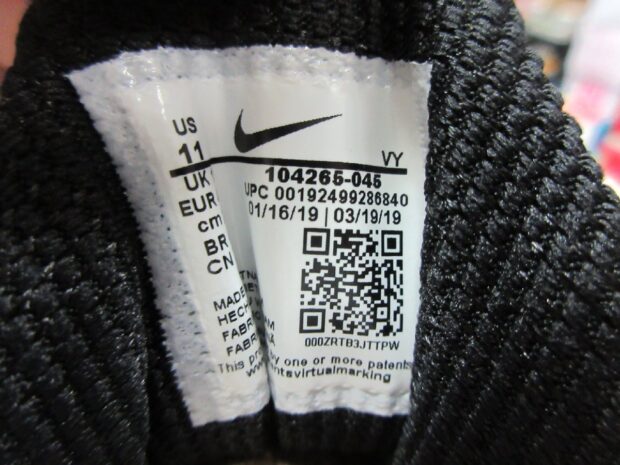 US
11
VY
UK
EUR
cm
BR
CN
104265-045
UPC 00192499286840
01/16/19 | 03/19/19
000ZRTB3JTTPW
MADE
FABR
FABR
This pr by one or more patents
virtualmarking